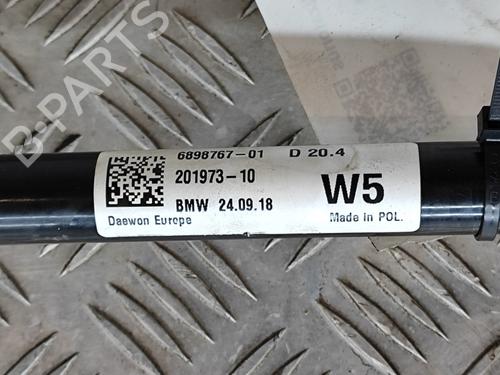 B-PARTS
6898767-01 D 20.4
201973-10 W5
BMW 24.09.18
Daewon Europe Made in POL.